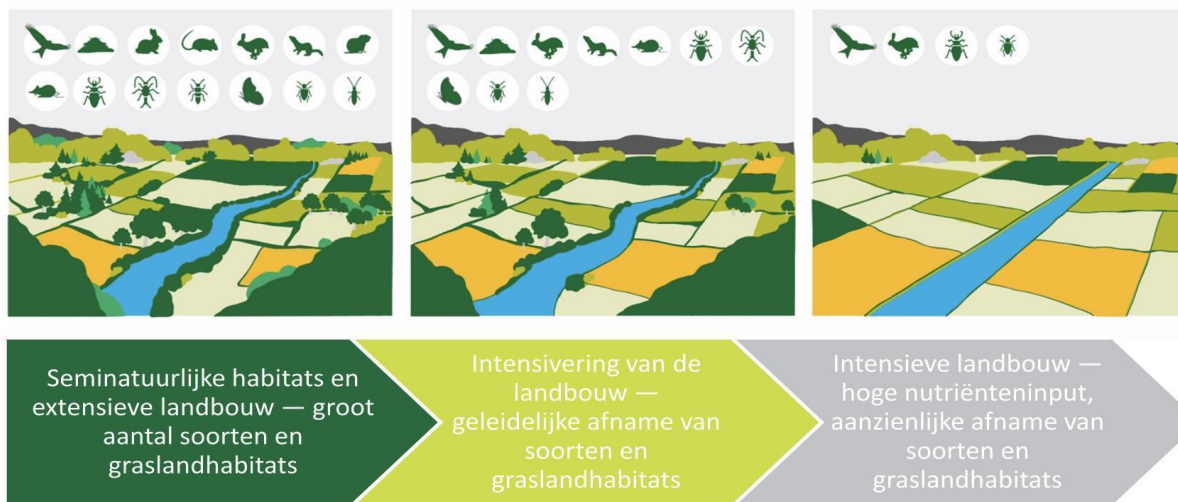 Seminatuurlijke habitats en
extensieve landbouw — groot
aantal soorten en
graslandhabitats
Intensivering van de
landbouw —
geleidelijke afname van
soorten en
graslandhabitats
Intensieve landbouw —
hoge nutriënteninput,
aanzienlijke afname van
soorten en
graslandhabitats